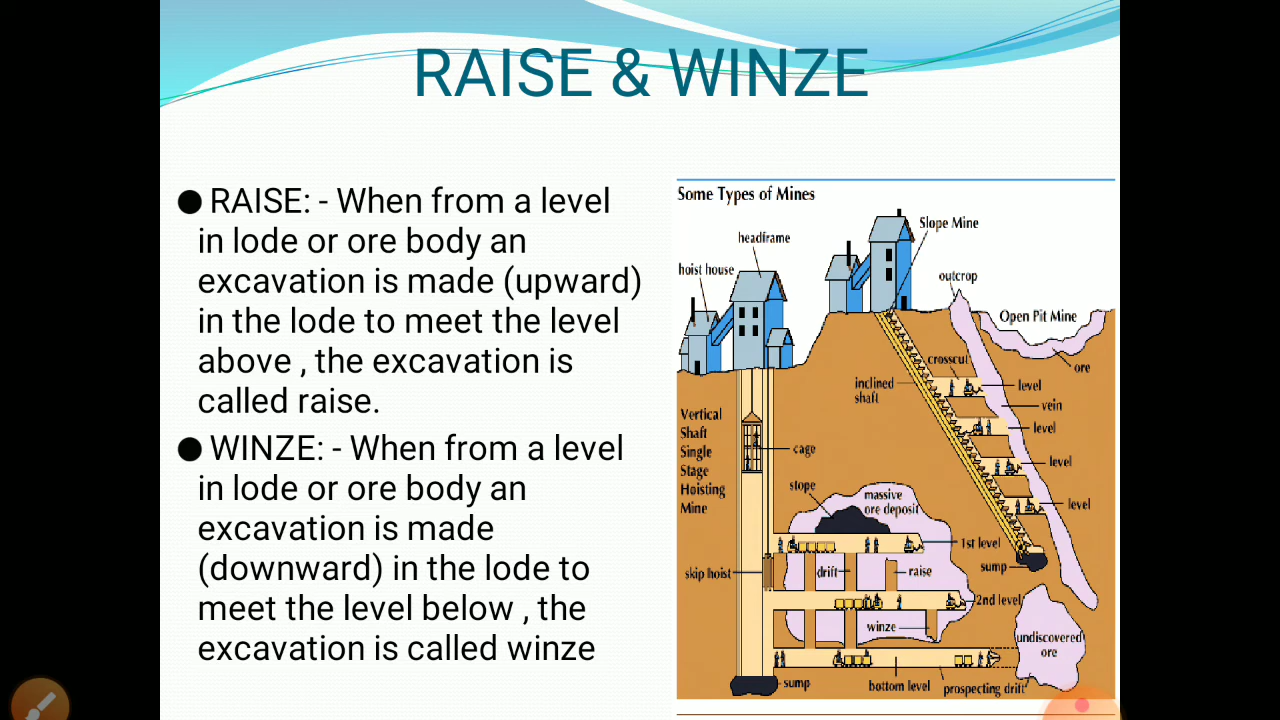 RAISE & WINZE
● RAISE: - When from a level
in lode or ore body an
excavation is made (upward)
in the lode to meet the level
above , the excavation is
called raise.
● WINZE: - When from a level
in lode or ore body an
excavation is made
(downward) in the lode to
meet the level below , the
excavation is called winze
Some Types of Mines
Slope Mine
headframe
hoist house
outcrop
Open Pit Mine
crosscut
ore
inclined
shaft
level
vein
level
level
level
Vertical
Shaft
Single
Stage
Hoisting
Mine
cage
stope
massive
ore deposit
1st level
sump
skip hoist
drift
raise
2nd level
winze
undiscovered
ore
sump
bottom level
prospecting drift